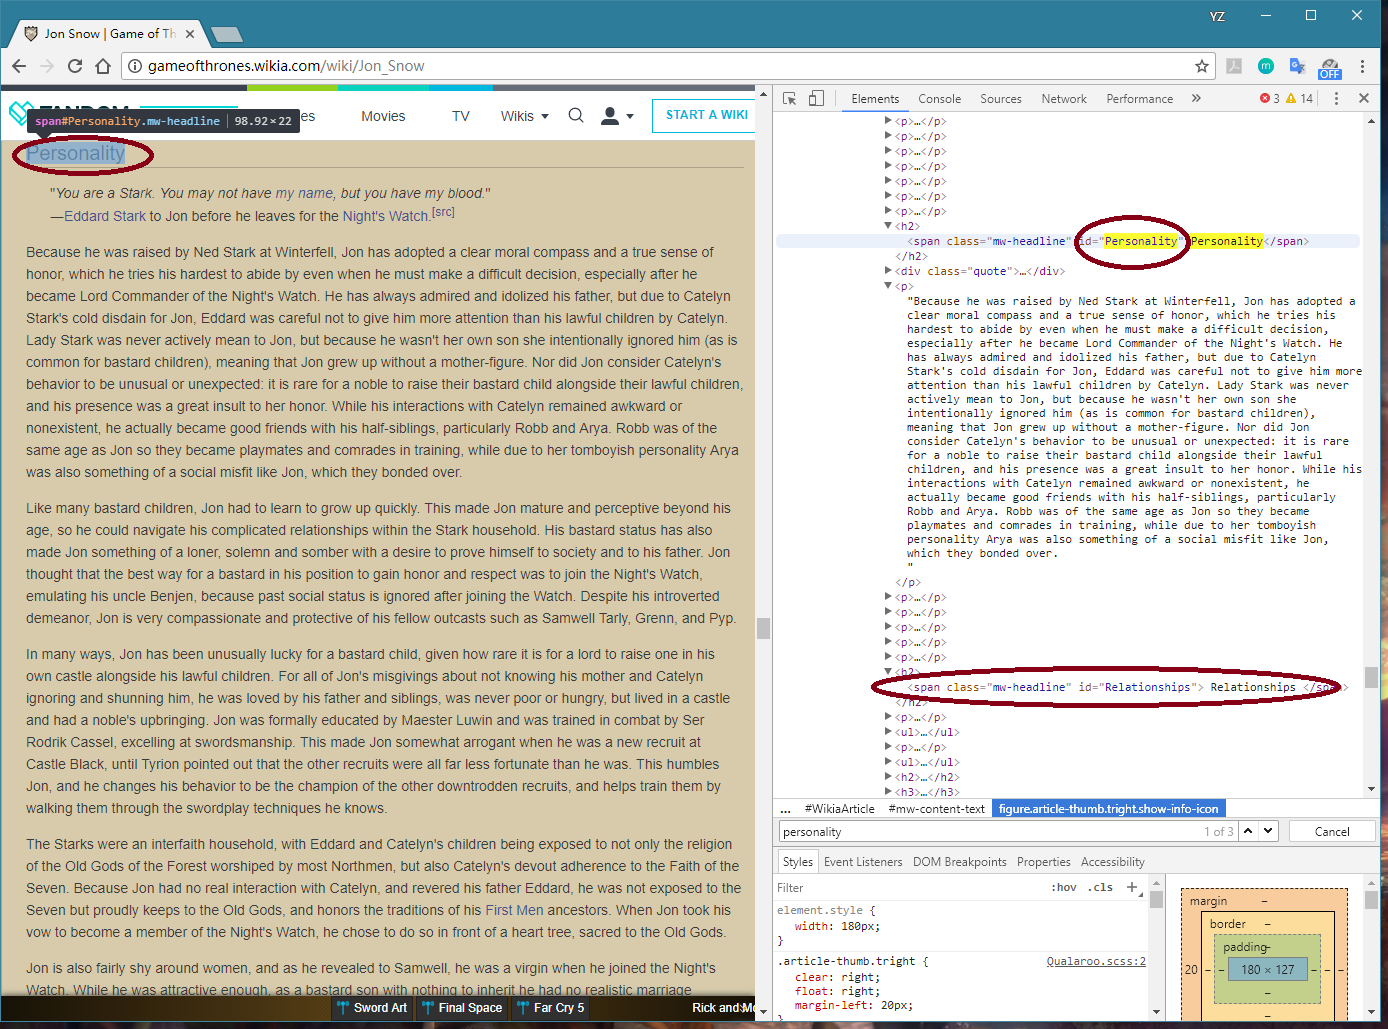 YZ
Jon Snow | Game of Th
gameofthrones.wikia.com/wiki/Jon_Snow
OFF
FANDOM
es
Movies
TV
Wikis
START A WIKI
span#Personality.mw-headline | 98.92 × 22
Personality
"You are a Stark. You may not have my name, but you have my blood."
—Eddard Stark to Jon before he leaves for the Night's Watch.[src]
Because he was raised by Ned Stark at Winterfell, Jon has adopted a clear moral compass and a true sense of
honor, which he tries his hardest to abide by even when he must make a difficult decision, especially after he
became Lord Commander of the Night's Watch. He has always admired and idolized his father, but due to Catelyn
Stark's cold disdain for Jon, Eddard was careful not to give him more attention than his lawful children by Catelyn.
Lady Stark was never actively mean to Jon, but because he wasn't her own son she intentionally ignored him (as is
common for bastard children), meaning that Jon grew up without a mother-figure. Nor did Jon consider Catelyn's
behavior to be unusual or unexpected: it is rare for a noble to raise their bastard child alongside their lawful children,
and his presence was a great insult to her honor. While his interactions with Catelyn remained awkward or
nonexistent, he actually became good friends with his half-siblings, particularly Robb and Arya. Robb was of the
same age as Jon so they became playmates and comrades in training, while due to her tomboyish personality Arya
was also something of a social misfit like Jon, which they bonded over.
Like many bastard children, Jon had to learn to grow up quickly. This made Jon mature and perceptive beyond his
age, so he could navigate his complicated relationships within the Stark household. His bastard status has also
made Jon something of a loner, solemn and somber with a desire to prove himself to society and to his father. Jon
thought that the best way for a bastard in his position to gain honor and respect was to join the Night's Watch,
emulating his uncle Benjen, because past social status is ignored after joining the Watch. Despite his introverted
demeanor, Jon is very compassionate and protective of his fellow outcasts such as Samwell Tarly, Grenn, and Pyp.
In many ways, Jon has been unusually lucky for a bastard child, given how rare it is for a lord to raise one in his
own castle alongside his lawful children. For all of Jon's misgivings about not knowing his mother and Catelyn
ignoring and shunning him, he was loved by his father and siblings, was never poor or hungry, but lived in a castle
and had a noble's upbringing. Jon was formally educated by Maester Luwin and was trained in combat by Ser
Rodrik Cassel, excelling at swordsmanship. This made Jon somewhat arrogant when he was a new recruit at
Castle Black, until Tyrion pointed out that the other recruits were all far less fortunate than he was. This humbles
Jon, and he changes his behavior to be the champion of the other downtrodden recruits, and helps train them by
walking them through the swordplay techniques he knows.
The Starks were an interfaith household, with Eddard and Catelyn's children being exposed to not only the religion
of the Old Gods of the Forest worshiped by most Northmen, but also Catelyn's devout adherence to the Faith of the
Seven. Because Jon had no real interaction with Catelyn, and revered his father Eddard, he was not exposed to the
Seven but proudly keeps to the Old Gods, and honors the traditions of his First Men ancestors. When Jon took his
vow to become a member of the Night's Watch, he chose to do so in front of a heart tree, sacred to the Old Gods.
Jon is also fairly shy around women, and as he revealed to Samwell, he was a virgin when he joined the Night's
Watch. While he was attractive enough, as a bastard son with nothing to inherit he had no realistic marriage
Sword Art
Final Space
Far Cry 5
Rick and Mo
Elements
Console
Sources
Network
Performance
»
3
14
<p>…</p>
<p>…</p>
<p>…</p>
<p>…</p>
<p>…</p>
<p>…</p>
<p>…</p>
<h2>
<span class="mw-headline" id="Personality">Personality</span>
</h2>
<div class="quote">…</div>
<p>
"Because he was raised by Ned Stark at Winterfell, Jon has adopted a
clear moral compass and a true sense of honor, which he tries his
hardest to abide by even when he must make a difficult decision,
especially after he became Lord Commander of the Night's Watch. He
has always admired and idolized his father, but due to Catelyn
Stark's cold disdain for Jon, Eddard was careful not to give him more
attention than his lawful children by Catelyn. Lady Stark was never
actively mean to Jon, but because he wasn't her own son she
intentionally ignored him (as is common for bastard children),
meaning that Jon grew up without a mother-figure. Nor did Jon
consider Catelyn's behavior to be unusual or unexpected: it is rare
for a noble to raise their bastard child alongside their lawful
children, and his presence was a great insult to her honor. While his
interactions with Catelyn remained awkward or nonexistent, he
actually became good friends with his half-siblings, particularly
Robb and Arya. Robb was of the same age as Jon so they became
playmates and comrades in training, while due to her tomboyish
personality Arya was also something of a social misfit like Jon,
which they bonded over.
"
</p>
<p>…</p>
<p>…</p>
<p>…</p>
<p>…</p>
<p>…</p>
<h2>
<span class="mw-headline" id="Relationships"> Relationships </span>
</h2>
<p>…</p>
<ul>…</ul>
<p>…</p>
<ul>…</ul>
<h2>…</h2>
<h3>…</h3>
... #WikiaArticle #mw-content-text figure.article-thumb.tright.show-info-icon
personality
1 of 3
Cancel
Styles
Event Listeners
DOM Breakpoints
Properties
Accessibility
Filter
:hov .cls +
element.style {
width: 180px;
}
.article-thumb.tright {
Qualaroo.scss:2
clear: right;
float: right;
margin-left: 20px;
}
margin –
border –
padding–
20 – – 180 × 127 – – –
–
–
–